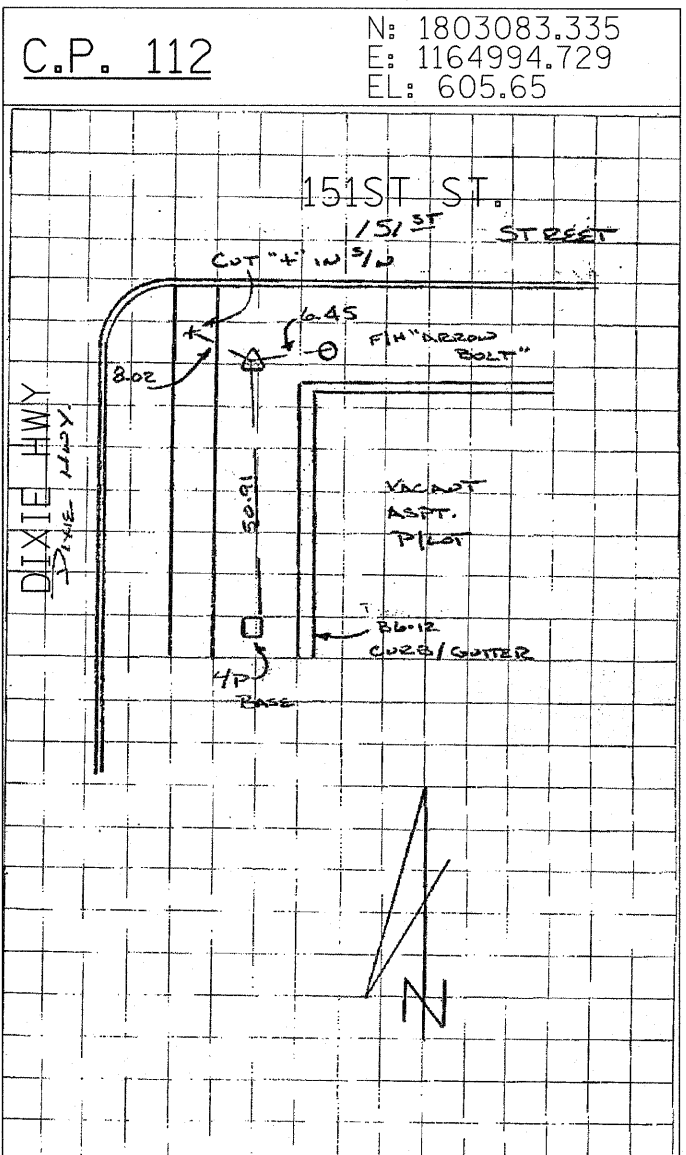 C.P. 112
N: 1803083.335
E: 1164994.729
EL: 605.65
151ST ST.
151ST STREET
CUT "+" IN S/W
6.45
F/H "ARROW
BOLT"
8.02
DIXIE HWY
DIXIE HWY.
50.91
VACANT
ASPT.
P/LOT
B6-12
CURB/GUTTER
L/P
BASE
N